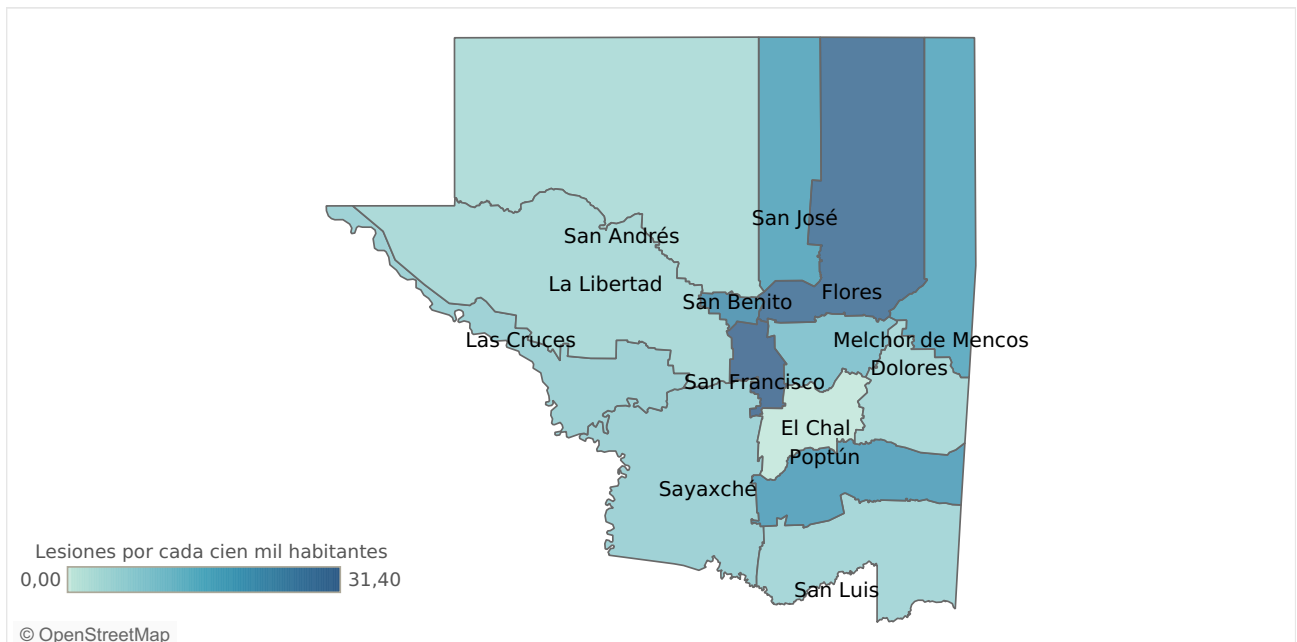 San José
San Andrés
La Libertad
Flores
San Benito
Las Cruces
Melchor de Mencos
Dolores
San Francisco
El Chal
Poptún
Sayaxché
San Luis
Lesiones por cada cien mil habitantes
0,00 31,40
© OpenStreetMap